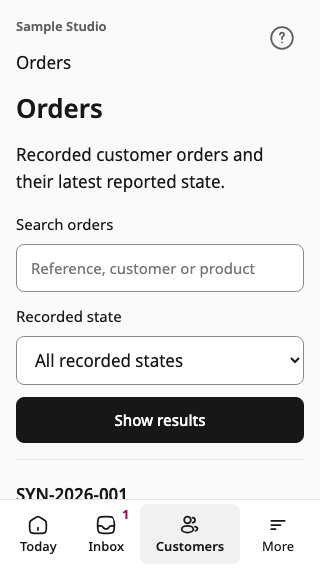 Sample Studio
Orders
Orders
Recorded customer orders and
their latest reported state.
Search orders
Reference, customer or product
Recorded state
All recorded states
Show results
SYN-2026-001
1
Today
Inbox
Customers
More